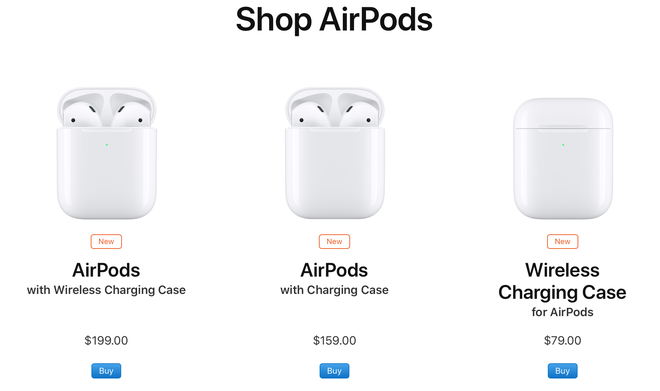 Shop AirPods
New
AirPods
with Wireless Charging Case
$199.00
Buy
New
AirPods
with Charging Case
$159.00
Buy
New
Wireless
Charging Case
for AirPods
$79.00
Buy